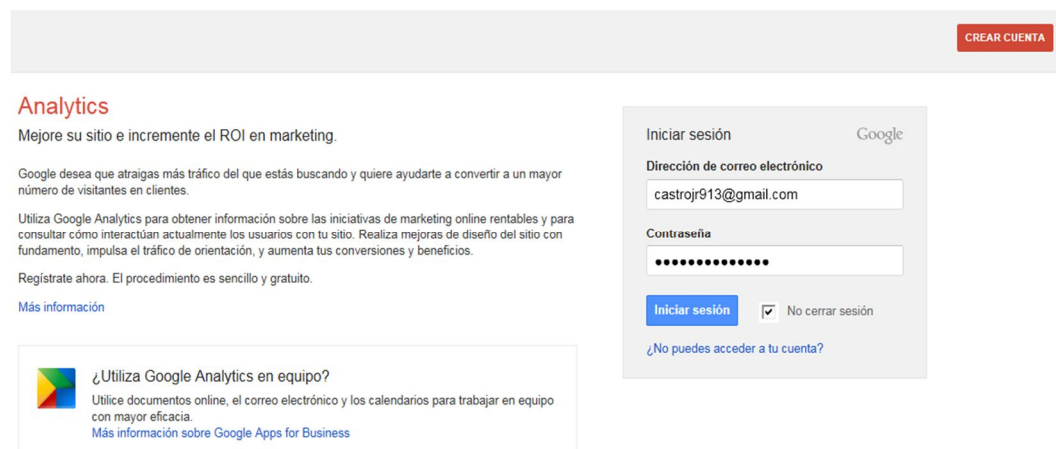 CREAR CUENTA
Analytics
Mejore su sitio e incremente el ROI en marketing.
Google desea que atraigas más tráfico del que estás buscando y quiere ayudarte a convertir a un mayor
número de visitantes en clientes.
Utiliza Google Analytics para obtener información sobre las iniciativas de marketing online rentables y para
consultar cómo interactúan actualmente los usuarios con tu sitio. Realiza mejoras de diseño del sitio con
fundamento, impulsa el tráfico de orientación, y aumenta tus conversiones y beneficios.
Regístrate ahora. El procedimiento es sencillo y gratuito.
Más información
¿Utiliza Google Analytics en equipo?
Utilice documentos online, el correo electrónico y los calendarios para trabajar en equipo
con mayor eficacia.
Más información sobre Google Apps for Business
Iniciar sesión Google
Dirección de correo electrónico
castrojr913@gmail.com
Contraseña
••••••••••••••
Iniciar sesión No cerrar sesión
¿No puedes acceder a tu cuenta?